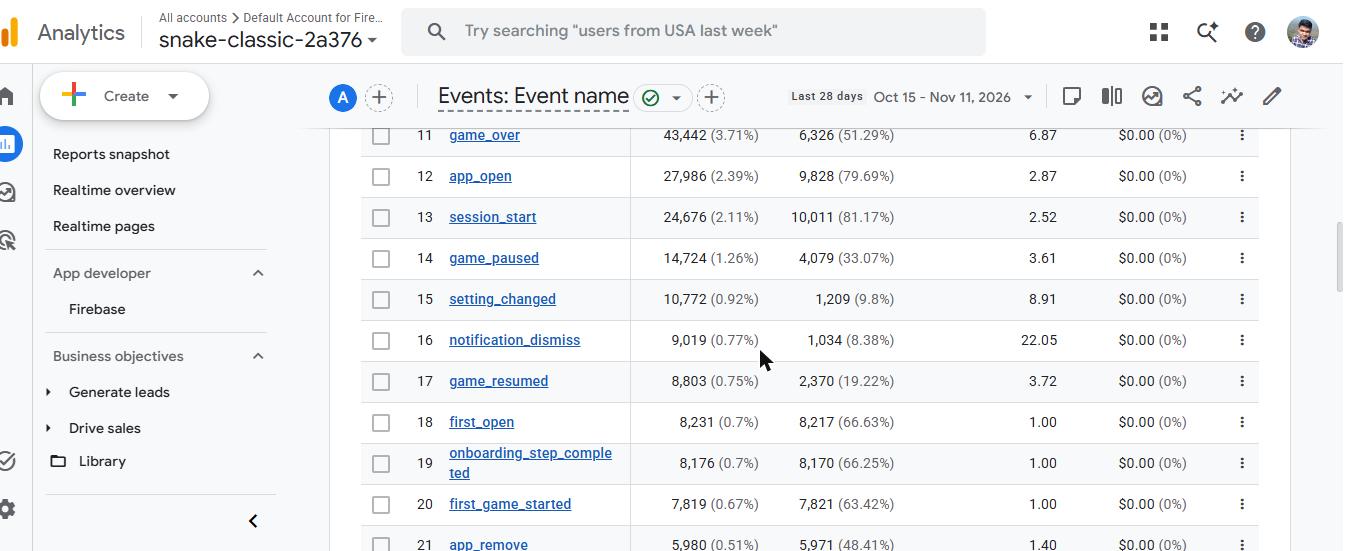 All accounts > Default Account for Fire...
Analytics
snake-classic-2a376
Try searching "users from USA last week"
Create
A
Events: Event name
Last 28 days Oct 15 - Nov 11, 2026
Reports snapshot
Realtime overview
Realtime pages
App developer
Firebase
Business objectives
Generate leads
Drive sales
Library
11 game_over 43,442 (3.71%) 6,326 (51.29%) 6.87 $0.00 (0%)
12 app_open 27,986 (2.39%) 9,828 (79.69%) 2.87 $0.00 (0%)
13 session_start 24,676 (2.11%) 10,011 (81.17%) 2.52 $0.00 (0%)
14 game_paused 14,724 (1.26%) 4,079 (33.07%) 3.61 $0.00 (0%)
15 setting_changed 10,772 (0.92%) 1,209 (9.8%) 8.91 $0.00 (0%)
16 notification_dismiss 9,019 (0.77%) 1,034 (8.38%) 22.05 $0.00 (0%)
17 game_resumed 8,803 (0.75%) 2,370 (19.22%) 3.72 $0.00 (0%)
18 first_open 8,231 (0.7%) 8,217 (66.63%) 1.00 $0.00 (0%)
19 onboarding_step_comple
ted 8,176 (0.7%) 8,170 (66.25%) 1.00 $0.00 (0%)
20 first_game_started 7,819 (0.67%) 7,821 (63.42%) 1.00 $0.00 (0%)
21 app_remove 5,980 (0.51%) 5,971 (48.41%) 1.40 $0.00 (0%)